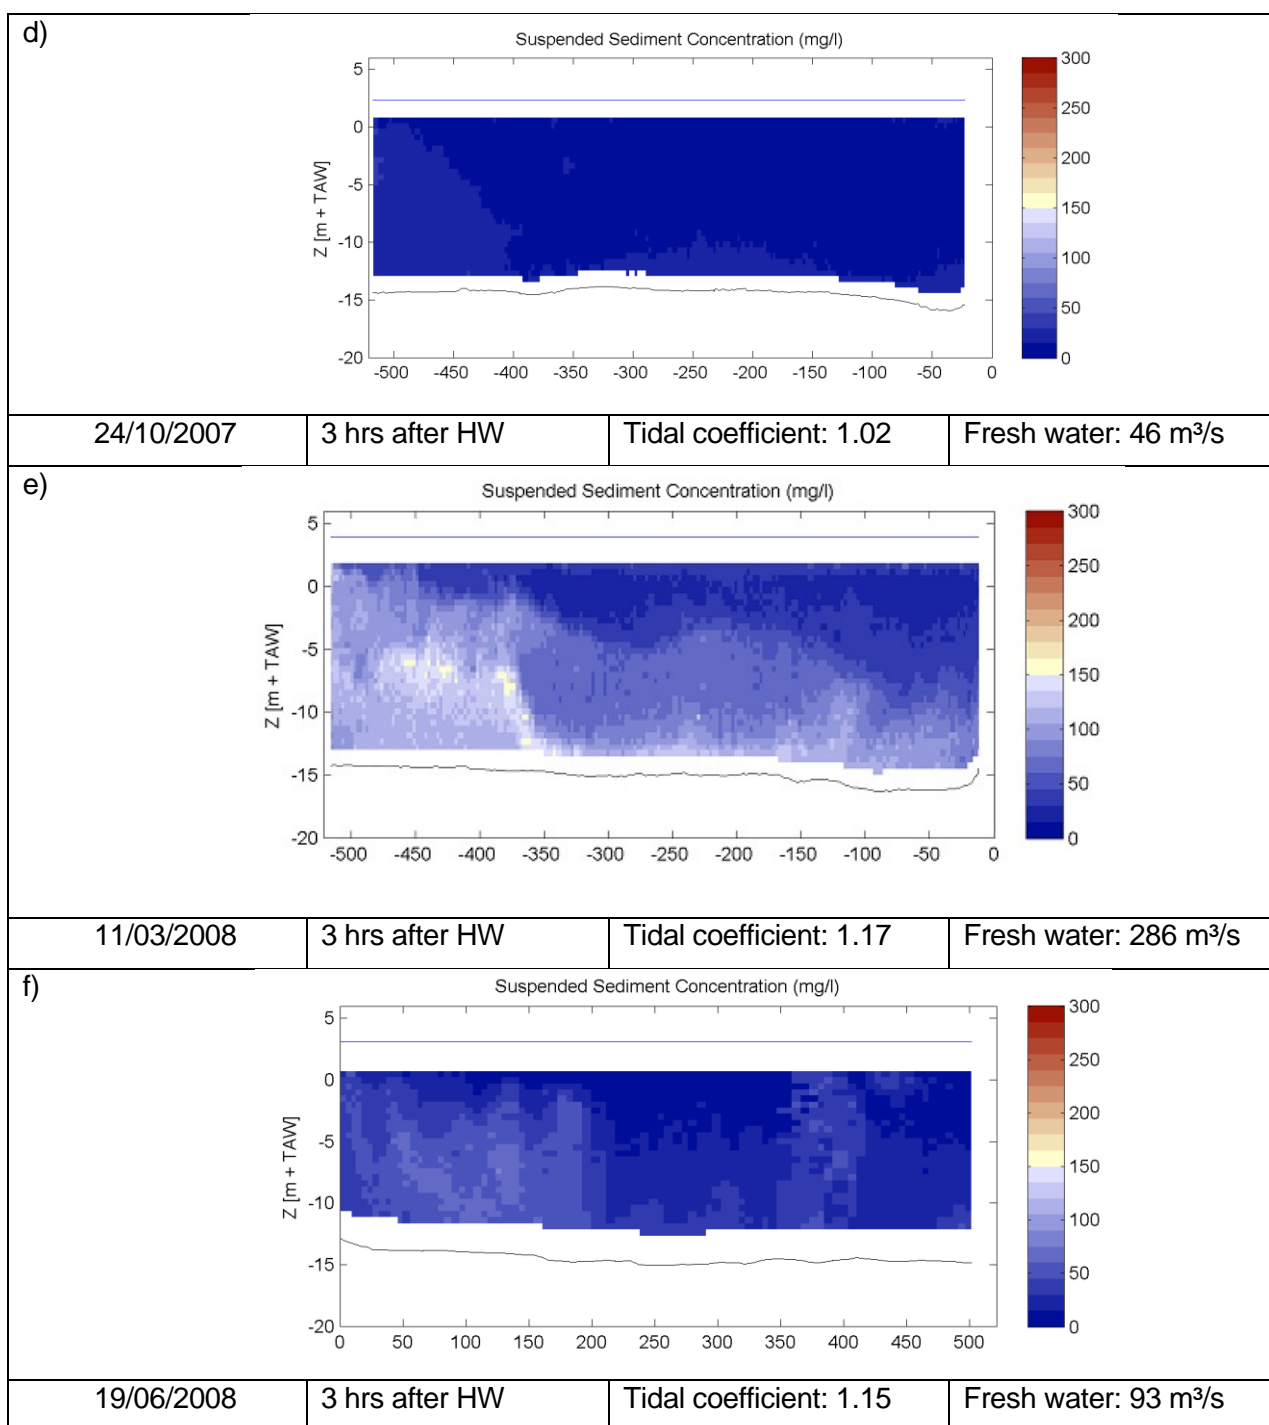 d)
Suspended Sediment Concentration (mg/l)
5
0
-5
-10
-15
-20
Z [m + TAW]
-500 -450 -400 -350 -300 -250 -200 -150 -100 -50 0
300
250
200
150
100
50
0
24/10/2007 3 hrs after HW Tidal coefficient: 1.02 Fresh water: 46 m³/s
e)
Suspended Sediment Concentration (mg/l)
5
0
-5
-10
-15
-20
Z [m + TAW]
-500 -450 -400 -350 -300 -250 -200 -150 -100 -50 0
300
250
200
150
100
50
0
11/03/2008 3 hrs after HW Tidal coefficient: 1.17 Fresh water: 286 m³/s
f)
Suspended Sediment Concentration (mg/l)
5
0
-5
-10
-15
-20
Z [m + TAW]
0 50 100 150 200 250 300 350 400 450 500
300
250
200
150
100
50
0
19/06/2008 3 hrs after HW Tidal coefficient: 1.15 Fresh water: 93 m³/s